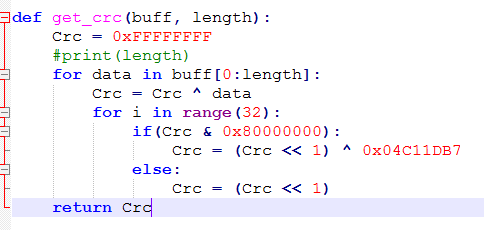 def get_crc(buff, length):
    Crc = 0xFFFFFFFF
    #print(length)
    for data in buff[0:length]:
        Crc = Crc ^ data
        for i in range(32):
            if(Crc & 0x80000000):
                Crc = (Crc << 1) ^ 0x04C11DB7
            else:
                Crc = (Crc << 1)
    return Crc